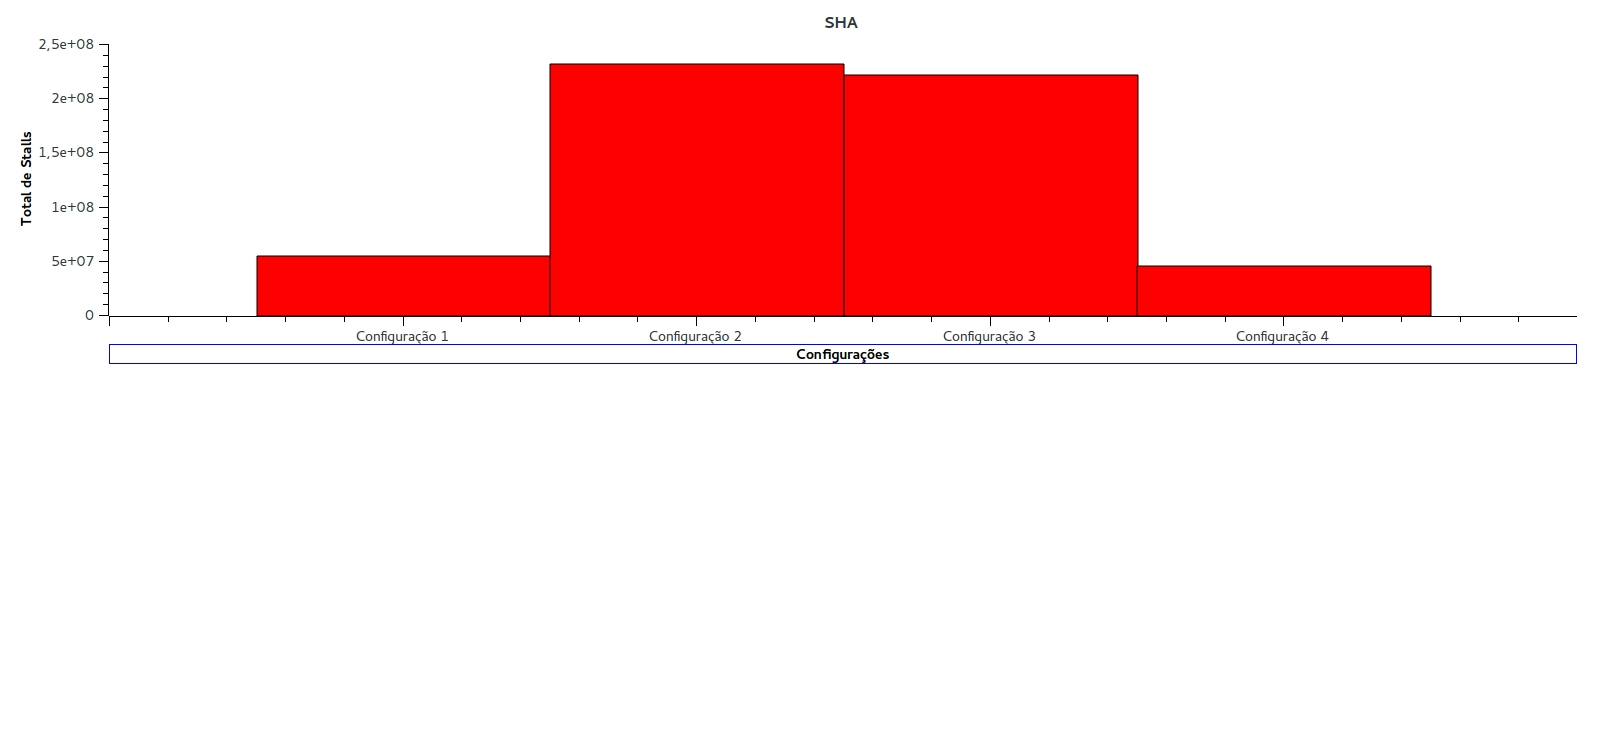 SHA
2,5e+08
2e+08
1,5e+08
1e+08
5e+07
0
Total de Stalls
Configuração 1
Configuração 2
Configuração 3
Configuração 4
Configurações